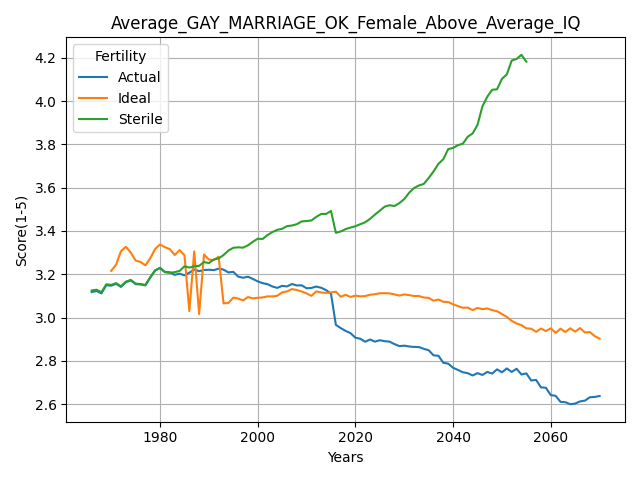 Average_GAY_MARRIAGE_OK_Female_Above_Average_IQ
Fertility
Actual
Ideal
Sterile
Score(1-5)
4.2
4.0
3.8
3.6
3.4
3.2
3.0
2.8
2.6
1980
2000
2020
2040
2060
Years